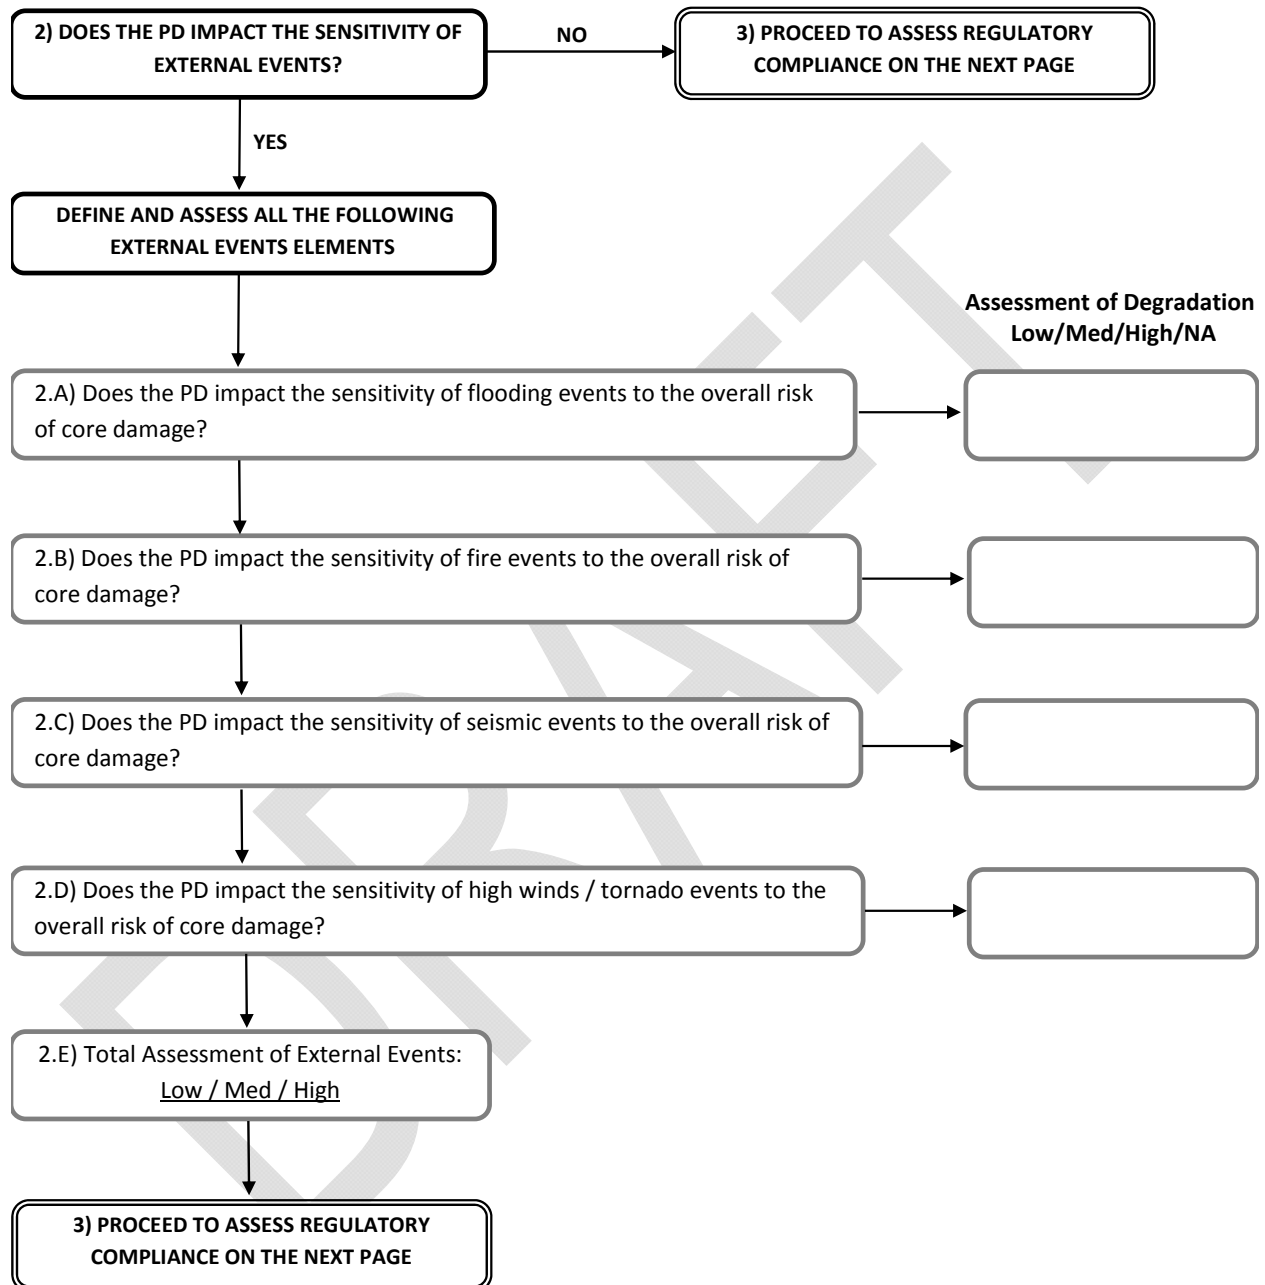 2) DOES THE PD IMPACT THE SENSITIVITY OF
EXTERNAL EVENTS?
NO
3) PROCEED TO ASSESS REGULATORY
COMPLIANCE ON THE NEXT PAGE
YES
DEFINE AND ASSESS ALL THE FOLLOWING
EXTERNAL EVENTS ELEMENTS
Assessment of Degradation
Low/Med/High/NA
2.A) Does the PD impact the sensitivity of flooding events to the overall risk
of core damage?
2.B) Does the PD impact the sensitivity of fire events to the overall risk of
core damage?
2.C) Does the PD impact the sensitivity of seismic events to the overall risk of
core damage?
2.D) Does the PD impact the sensitivity of high winds / tornado events to the
overall risk of core damage?
2.E) Total Assessment of External Events:
Low / Med / High
3) PROCEED TO ASSESS REGULATORY
COMPLIANCE ON THE NEXT PAGE
DRAFT